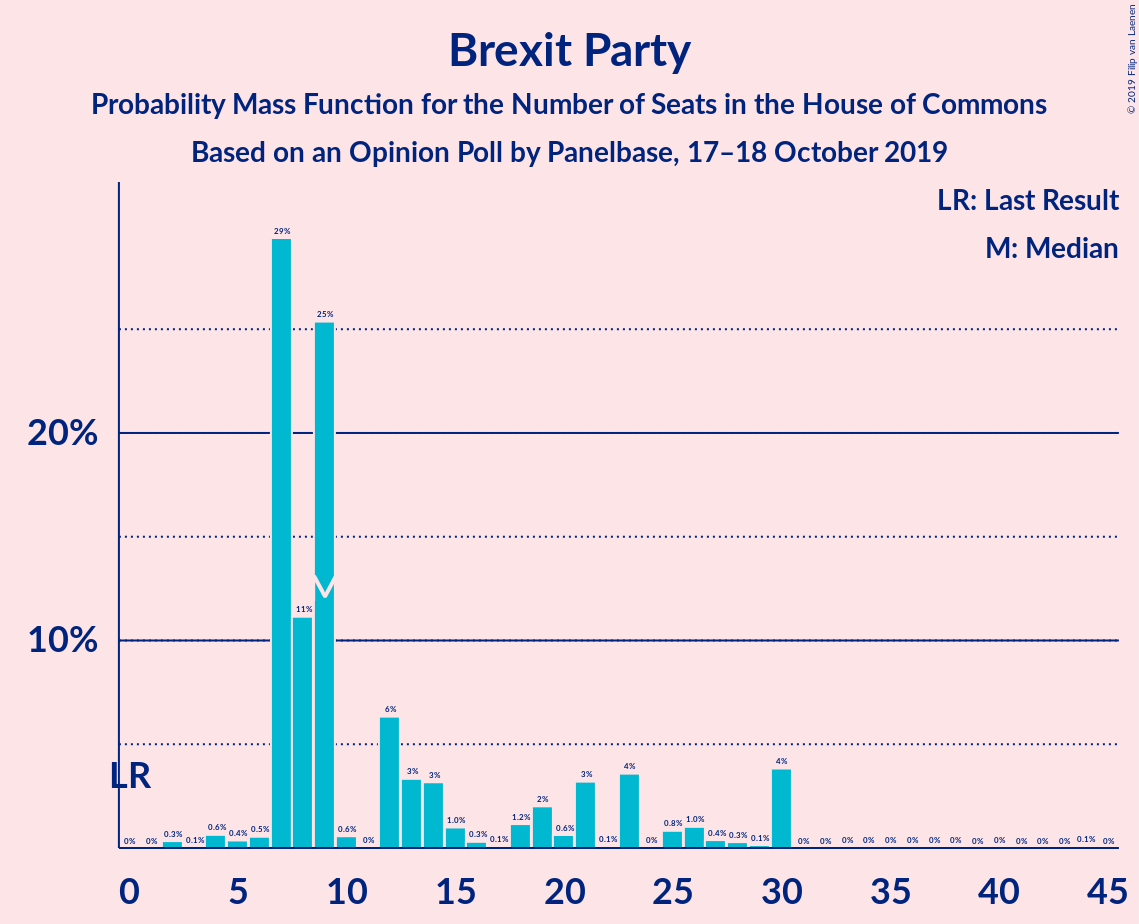 © 2019 Filip van Laenen
Brexit Party
Probability Mass Function for the Number of Seats in the House of Commons
Based on an Opinion Poll by Panelbase, 17–18 October 2019
LR: Last Result
M: Median
20%
10%
LR
0% 0% 0.3% 0.1% 0.6% 0.4% 0.5% 29% 11% 25% 0.6% 0% 6% 3% 3% 1.0% 0.3% 0.1% 1.2% 2% 0.6% 3% 0.1% 4% 0% 0.8% 1.0% 0.4% 0.3% 0.1% 4% 0% 0% 0% 0% 0% 0% 0% 0% 0% 0% 0% 0% 0% 0.1% 0%
0 5 10 15 20 25 30 35 40 45